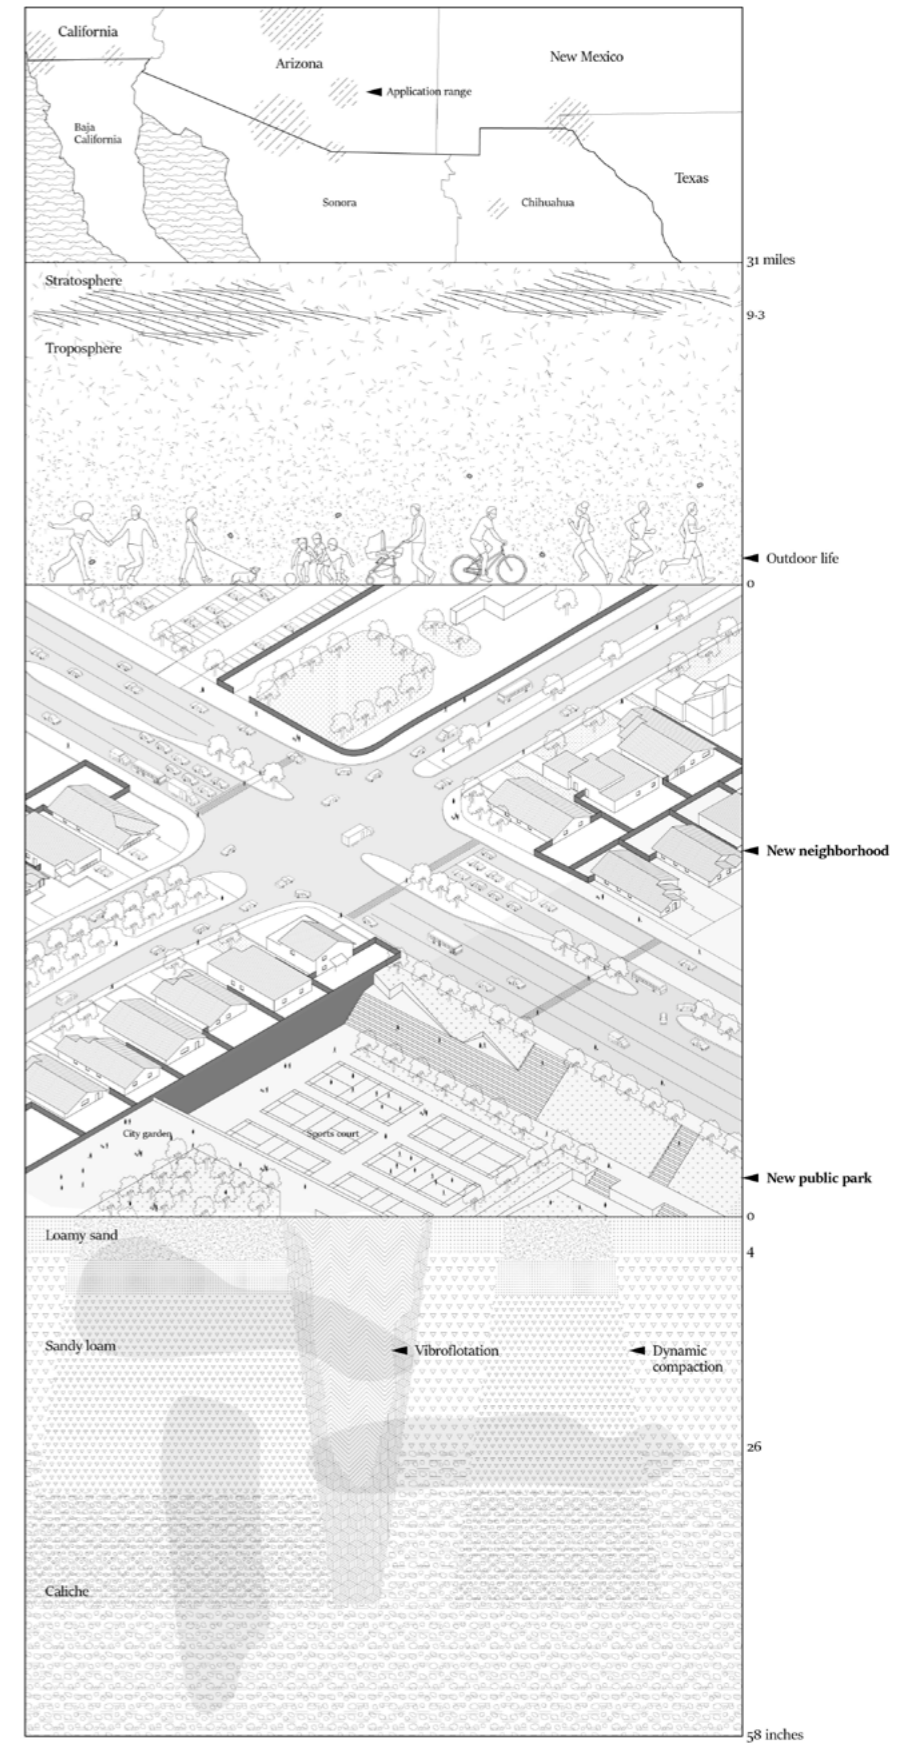 California
Arizona
New Mexico
Application range
Baja
California
Texas
Sonora
Chihuahua
31 miles
Stratosphere
9.3
Troposphere
Outdoor life
0
New neighborhood
City garden
Sports court
New public park
0
Loamy sand
4
Sandy loam
Vibroflotation
Dynamic
compaction
26
Caliche
58 inches